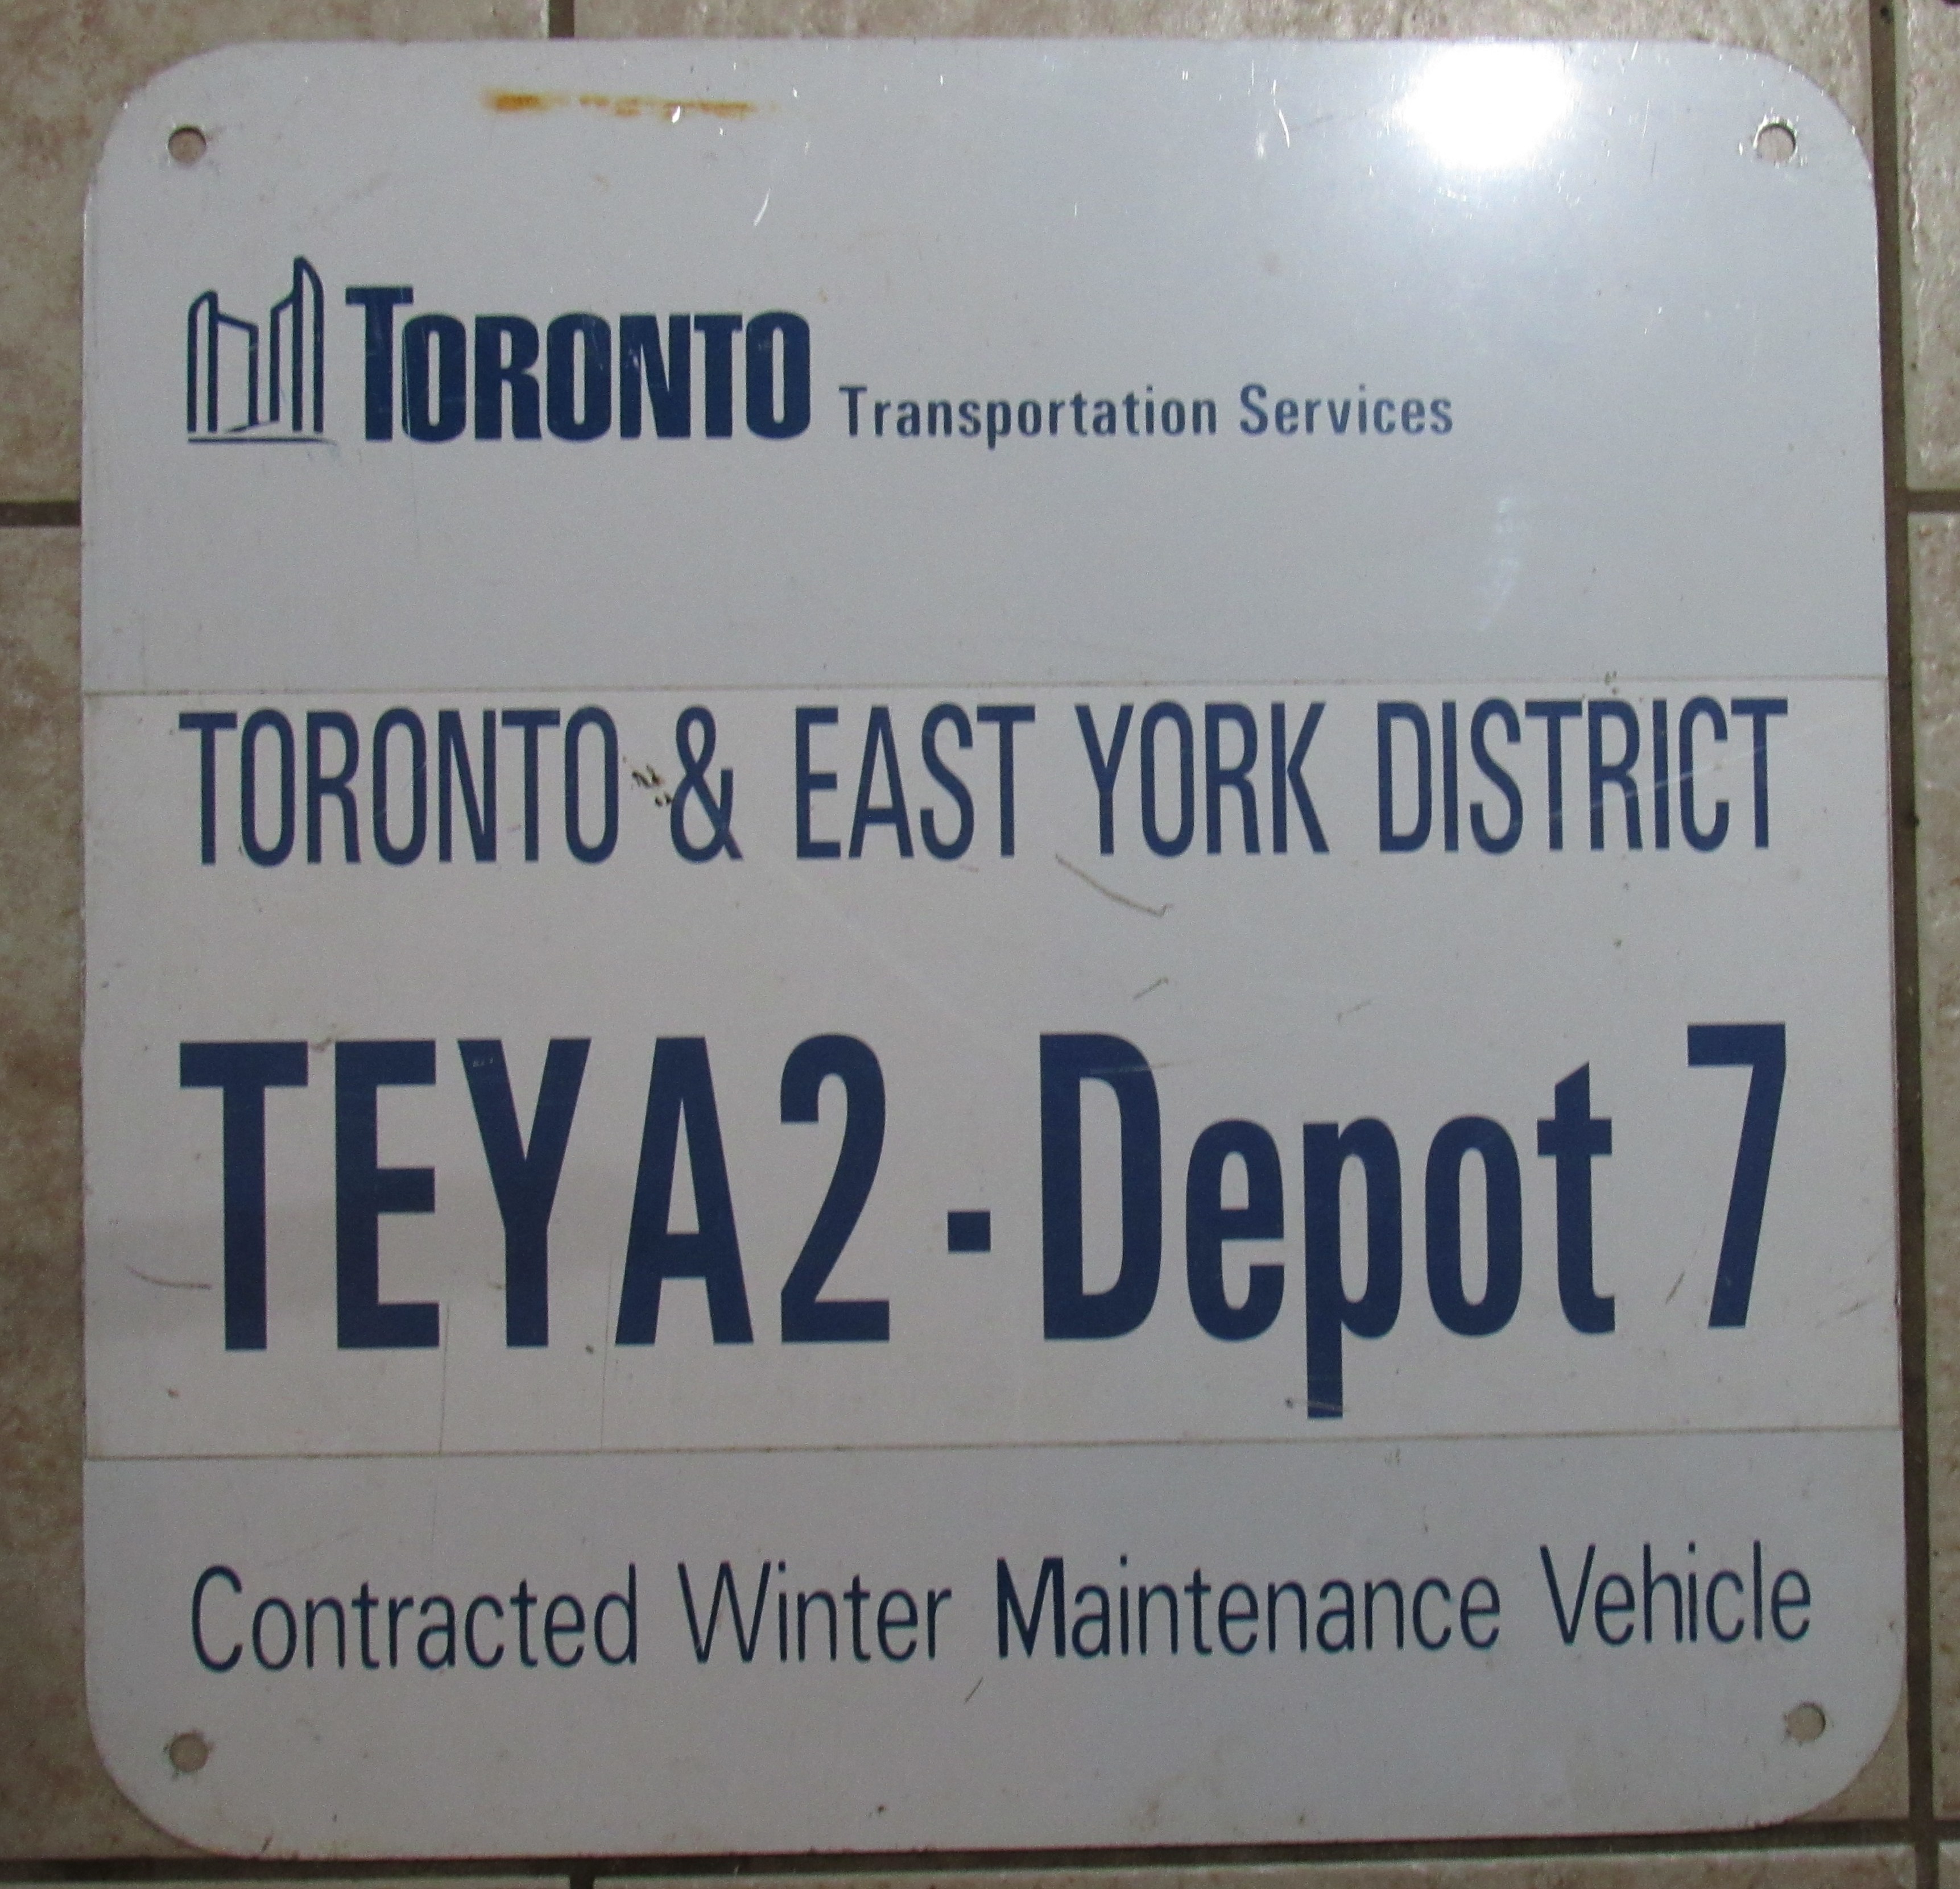 TORONTO Transportation Services
TORONTO & EAST YORK DISTRICT
TEYA2 - Depot 7
Contracted Winter Maintenance Vehicle